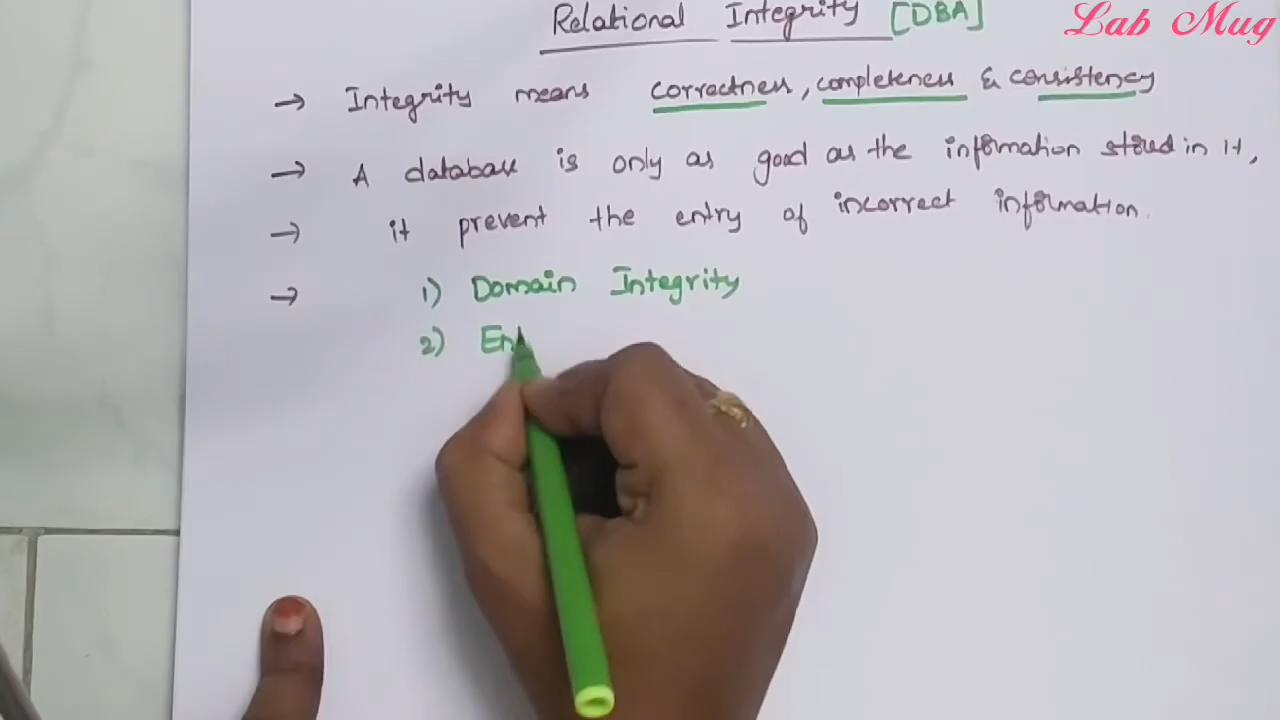 Relational Integrity [DBA]
Lab Mug
→ Integrity means correctness, completeness & consistency
→ A database is only as good as the information stored in it,
→ it prevent the entry of incorrect information.
→ 1) Domain Integrity
2) En